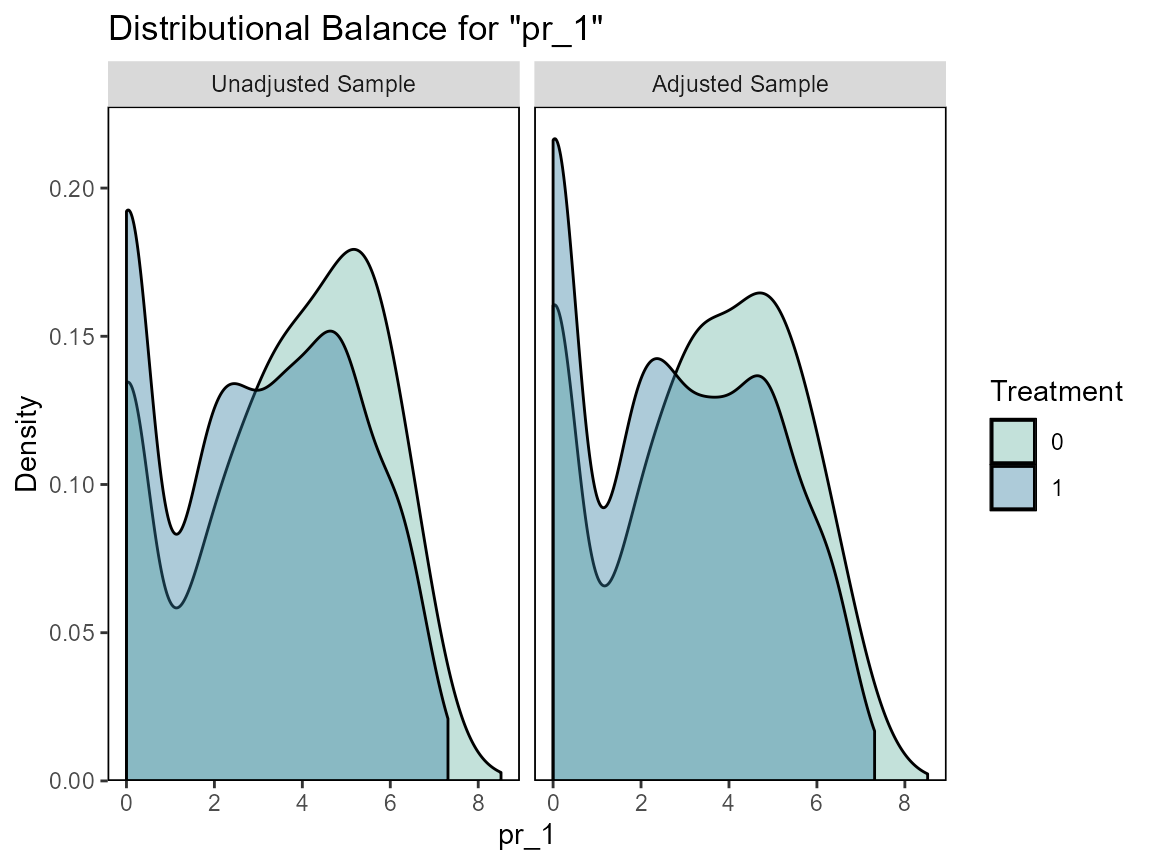 Distributional Balance for "pr_1"
Unadjusted Sample
Adjusted Sample
Density
0.20
0.15
0.10
0.05
0.00
0 2 4 6 8
0 2 4 6 8
pr_1
Treatment
0
1